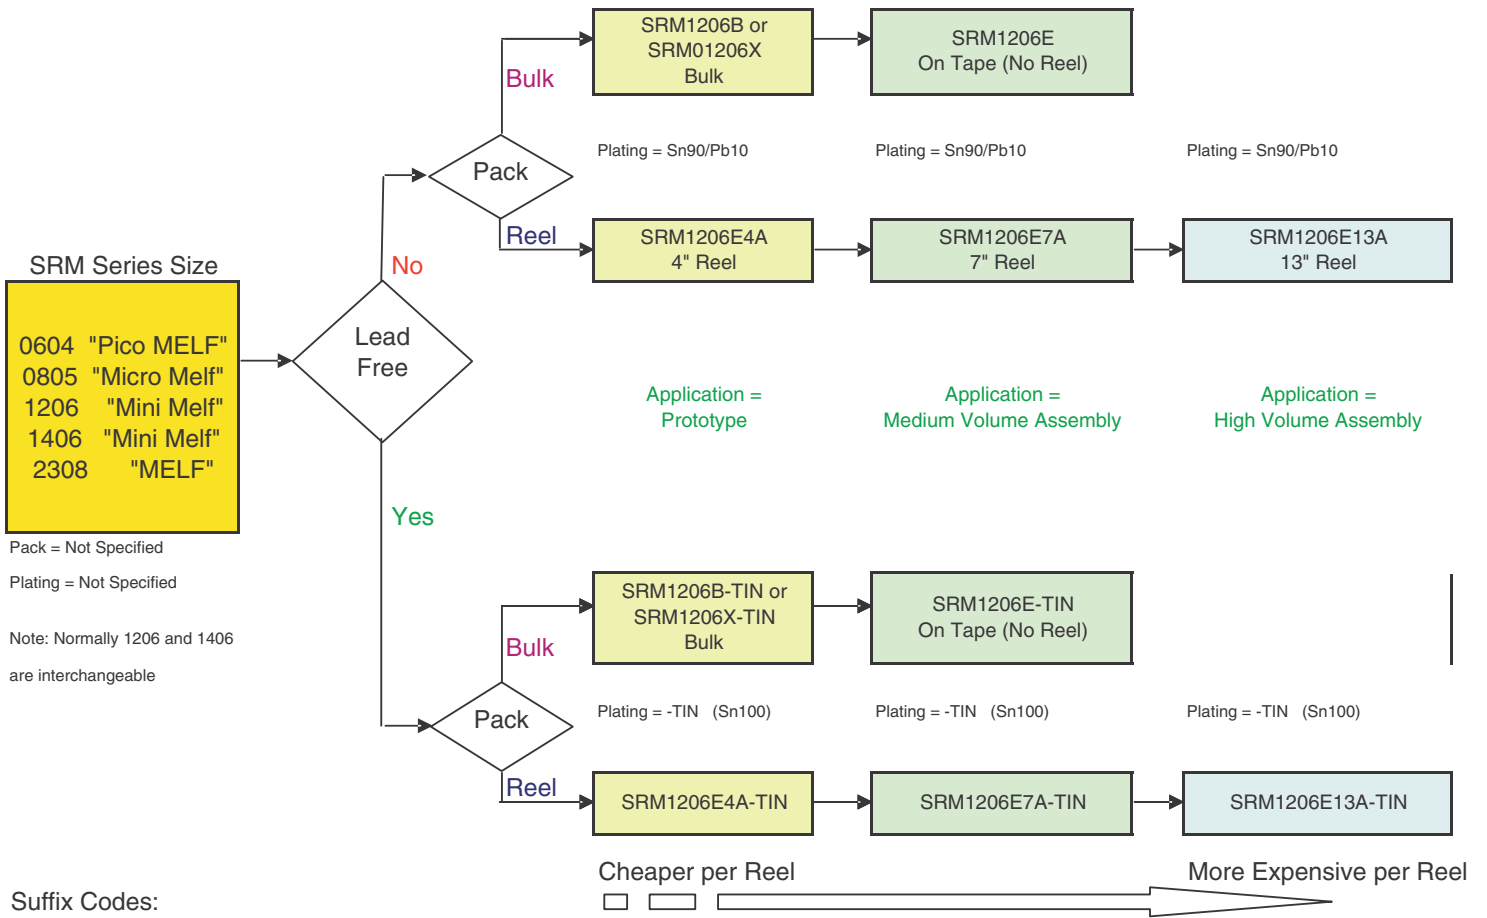 SRM1206B or
SRM01206X
Bulk
SRM1206E
On Tape (No Reel)
Bulk
Plating = Sn90/Pb10
Plating = Sn90/Pb10
Plating = Sn90/Pb10
Pack
Reel
SRM1206E4A
4" Reel
SRM1206E7A
7" Reel
SRM1206E13A
13" Reel
No
SRM Series Size
0604 "Pico MELF"
0805 "Micro Melf"
1206 "Mini Melf"
1406 "Mini Melf"
2308 "MELF"
Lead
Free
Application =
Prototype
Application =
Medium Volume Assembly
Application =
High Volume Assembly
Yes
Pack = Not Specified
Plating = Not Specified
Note: Normally 1206 and 1406
are intercheangeable
SRM1206B-TIN or
SRM1206X-TIN
Bulk
SRM1206E-TIN
On Tape (No Reel)
Bulk
Plating = -TIN (Sn100)
Plating = -TIN (Sn100)
Plating = -TIN (Sn100)
Pack
Reel
SRM1206E4A-TIN
SRM1206E7A-TIN
SRM1206E13A-TIN
Cheaper per Reel
More Expensive per Reel
Suffix Codes: